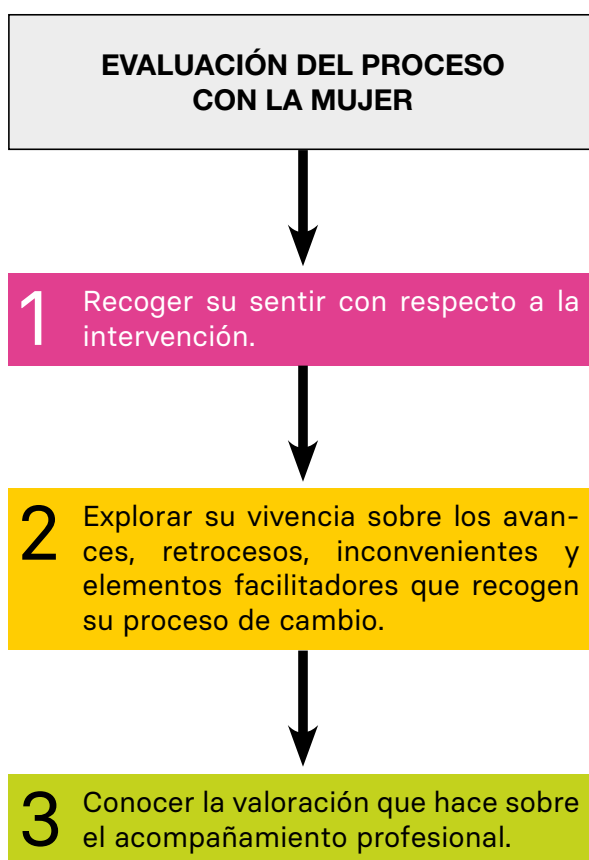 EVALUACIÓN DEL PROCESO
CON LA MUJER
1 Recoger su sentir con respecto a la
intervención.
2 Explorar su vivencia sobre los avan-
ces, retrocesos, inconvenientes y
elementos facilitadores que recogen
su proceso de cambio.
3 Conocer la valoración que hace sobre
el acompañamiento profesional.